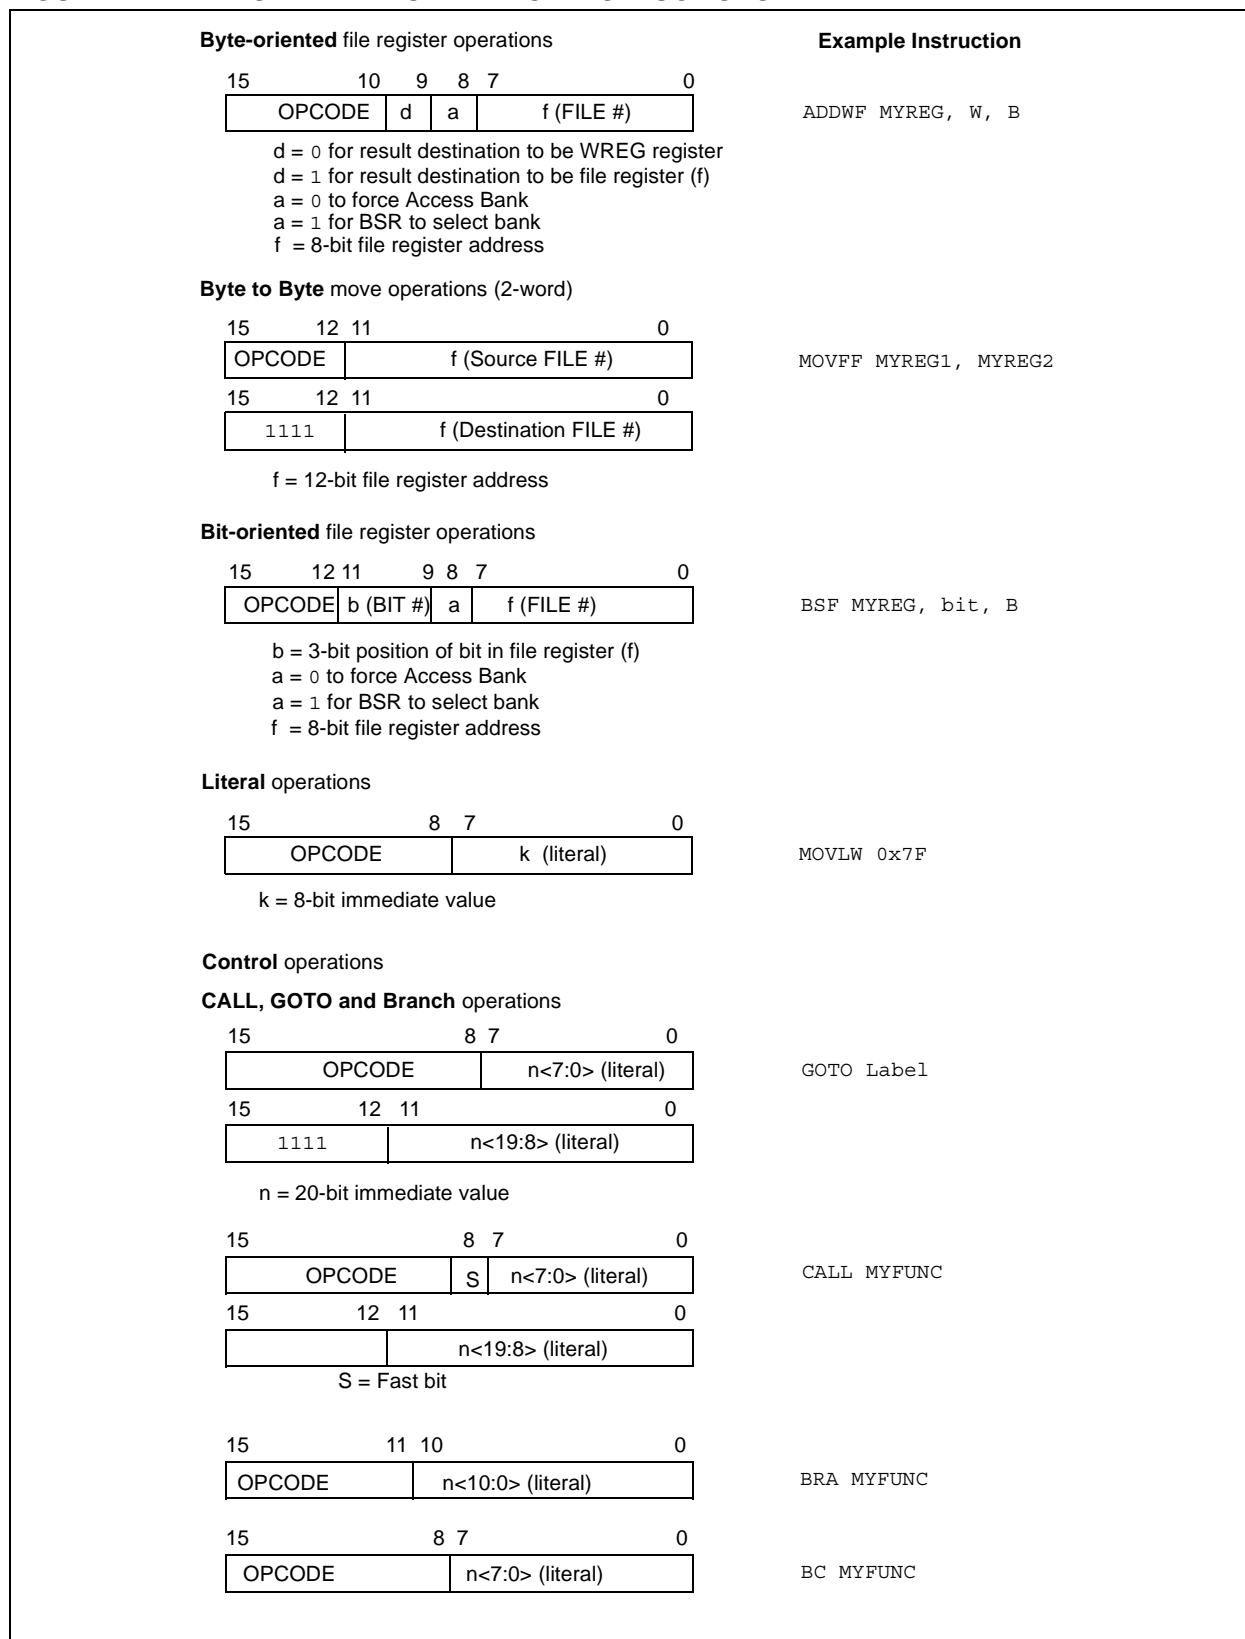 Byte-oriented file register operations Example Instruction
15 10 9 8 7 0
OPCODE d a f (FILE #) ADDWF MYREG, W, B
d = 0 for result destination to be WREG register
d = 1 for result destination to be file register (f)
a = 0 to force Access Bank
a = 1 for BSR to select bank
f = 8-bit file register address
Byte to Byte move operations (2-word)
15 12 11 0
OPCODE f (Source FILE #) MOVFF MYREG1, MYREG2
15 12 11 0
1111 f (Destination FILE #)
f = 12-bit file register address
Bit-oriented file register operations
15 12 11 9 8 7 0
OPCODE b (BIT #) a f (FILE #) BSF MYREG, bit, B
b = 3-bit position of bit in file register (f)
a = 0 to force Access Bank
a = 1 for BSR to select bank
f = 8-bit file register address
Literal operations
15 8 7 0
OPCODE k (literal) MOVLW 0x7F
k = 8-bit immediate value
Control operations
CALL, GOTO and Branch operations
15 8 7 0
OPCODE n<7:0> (literal) GOTO Label
15 12 11 0
1111 n<19:8> (literal)
n = 20-bit immediate value
15 8 7 0
OPCODE S n<7:0> (literal) CALL MYFUNC
15 12 11 0
n<19:8> (literal)
S = Fast bit
15 11 10 0
OPCODE n<10:0> (literal) BRA MYFUNC
15 8 7 0
OPCODE n<7:0> (literal) BC MYFUNC